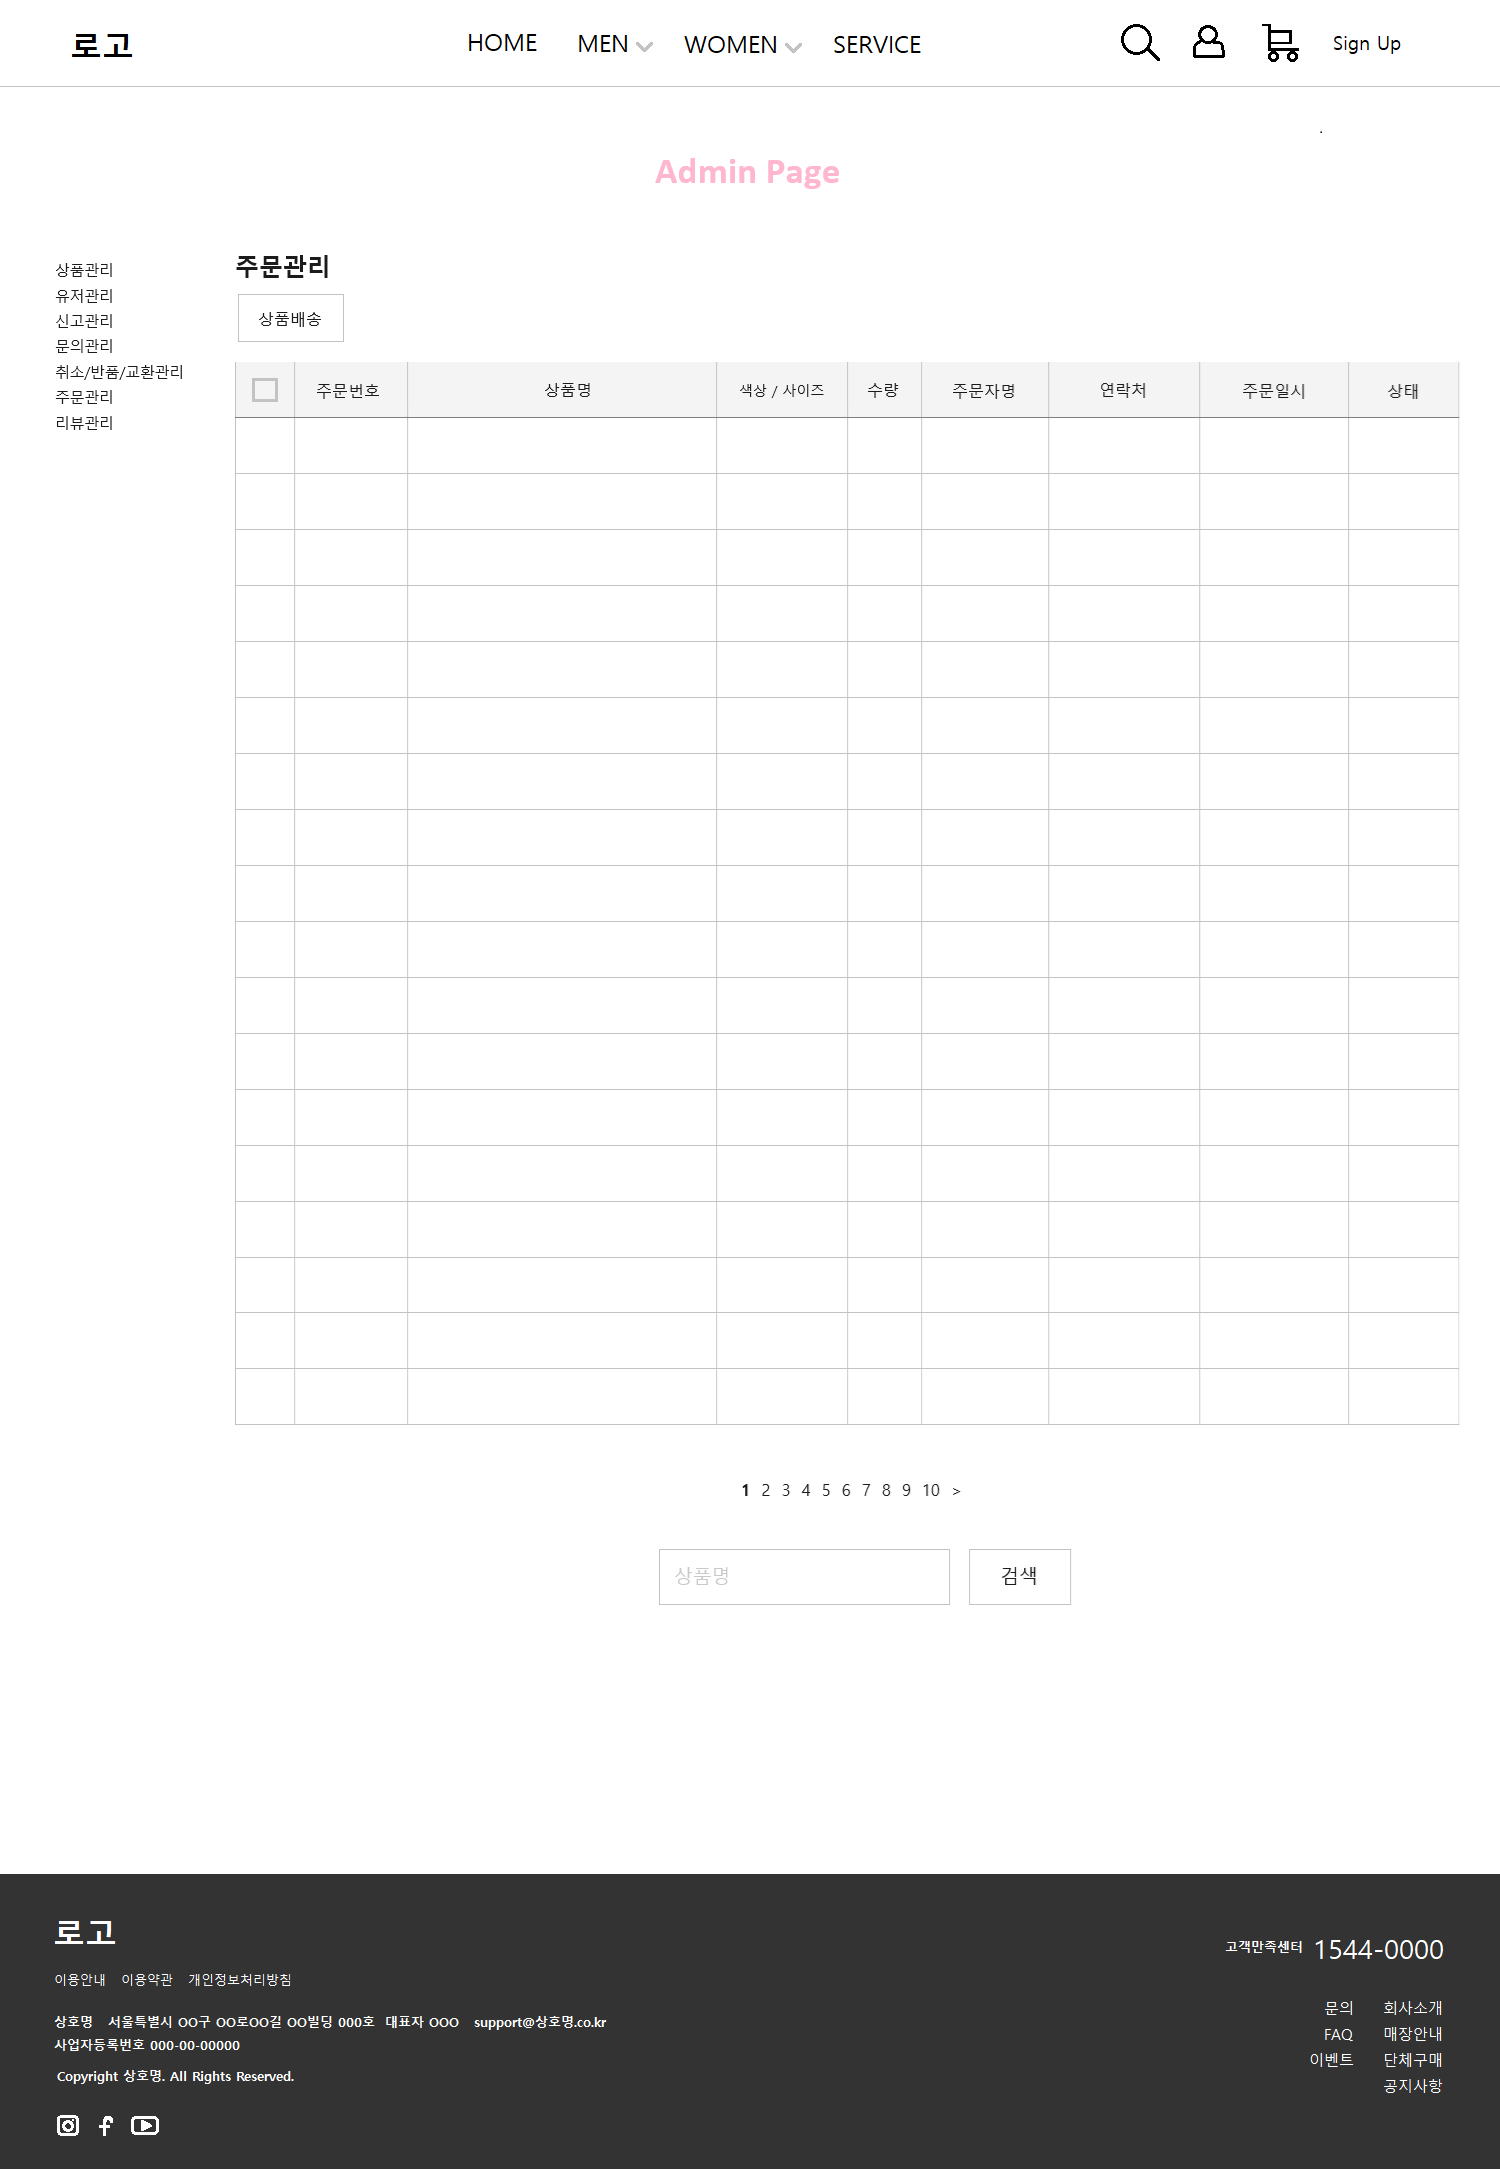 로고
HOME MEN WOMEN SERVICE
Sign Up
.
Admin Page
상품관리
유저관리
신고관리
문의관리
취소/반품/교환관리
주문관리
리뷰관리
주문관리
상품배송
주문번호 상품명 색상 / 사이즈 수량 주문자명 연락처 주문일시 상태
1 2 3 4 5 6 7 8 9 10 >
상품명 검색
로고
이용안내 이용약관 개인정보처리방침
상호명 서울특별시 OO구 OO로OO길 OO빌딩 000호 대표자 OOO support@상호명.co.kr
사업자등록번호 000-00-00000
Copyright 상호명. All Rights Reserved.
고객만족센터 1544-0000
문의 회사소개
FAQ 매장안내
이벤트 단체구매
공지사항